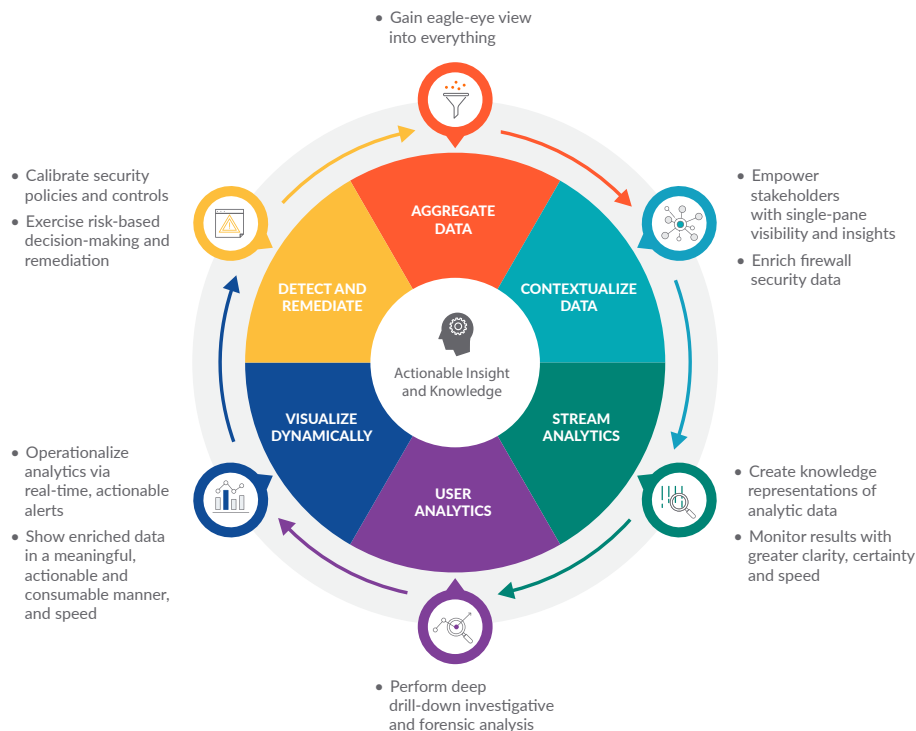 • Gain eagle-eye view
into everything
AGGREGATE
DATA
• Empower
stakeholders
with single-pane
visibility and insights
• Enrich firewall
security data
CONTEXTUALIZE
DATA
• Create knowledge
representations of
analytic data
• Monitor results with
greater clarity, certainty
and speed
STREAM
ANALYTICS
• Perform deep
drill-down investigative
and forensic analysis
USER
ANALYTICS
• Operationalize
analytics via
real-time, actionable
alerts
• Show enriched data
in a meaningful,
actionable and
consumable manner,
and speed
VISUALIZE
DYNAMICALLY
• Calibrate security
policies and controls
• Exercise risk-based
decision-making and
remediation
DETECT AND
REMEDIATE
Actionable Insight
and Knowledge